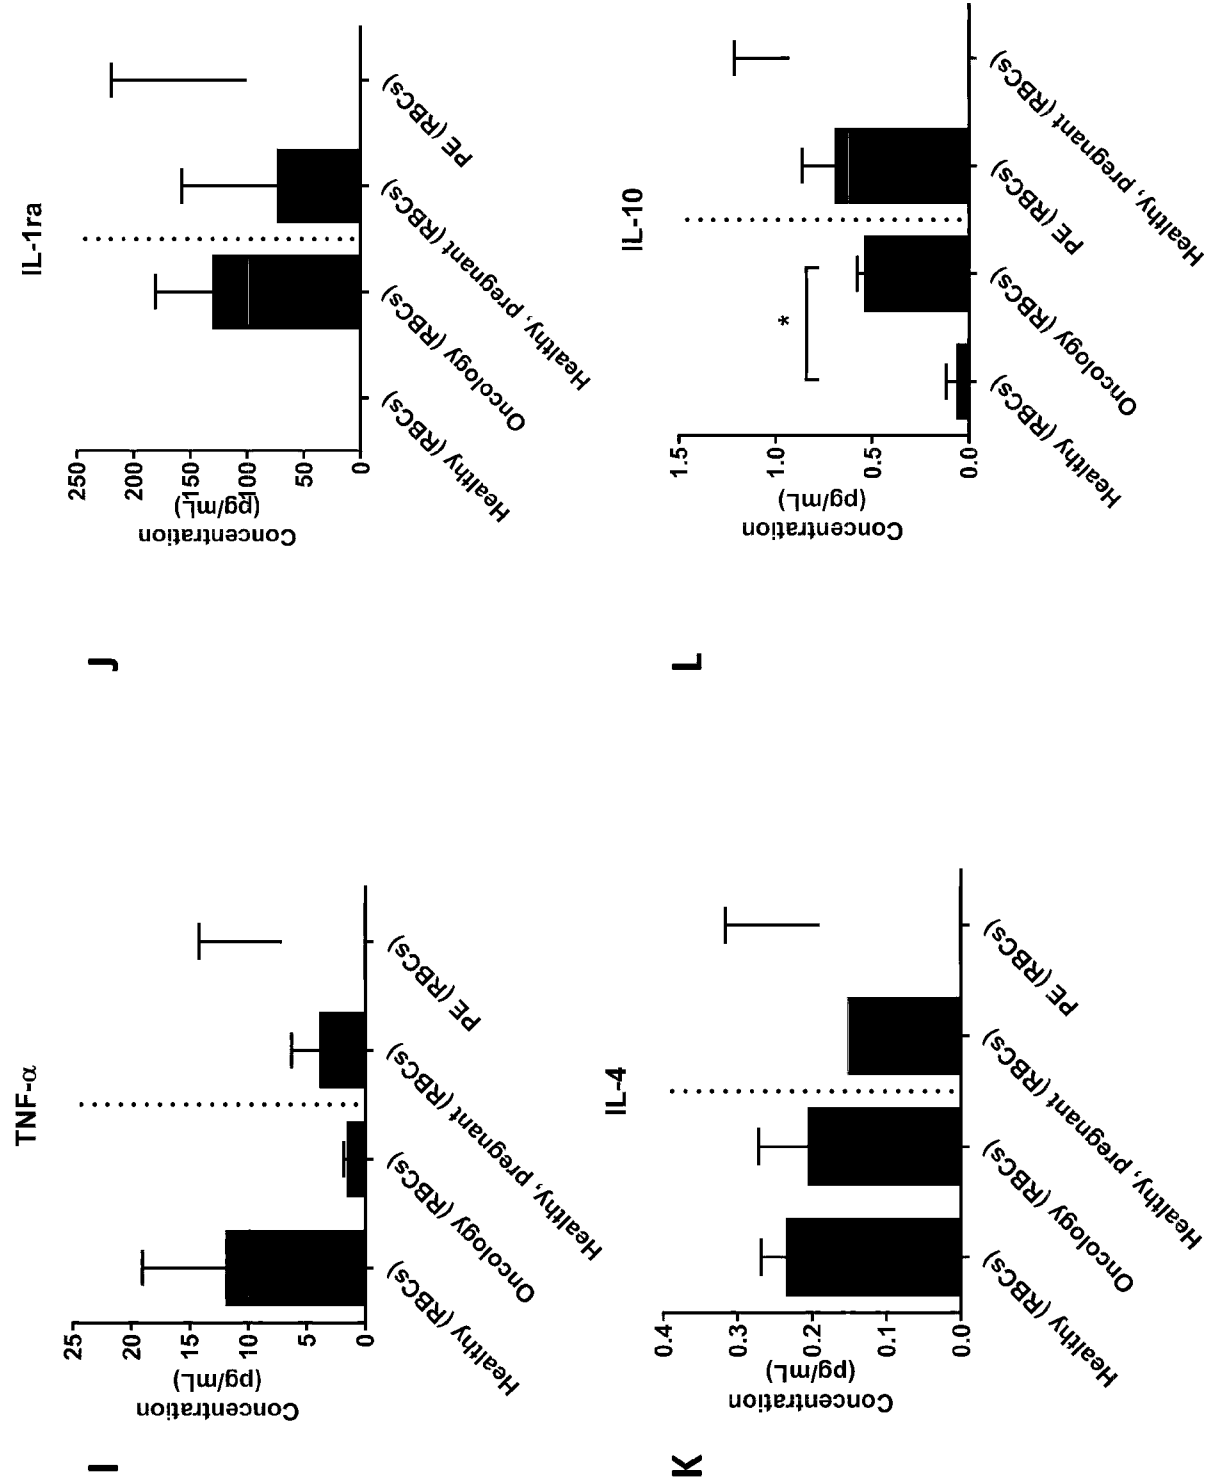 I
TNF-α
Concentration
(pg/mL)
25
20
15
10
5
0
Healthy (RBCs)
Oncology (RBCs)
Healthy, pregnant (RBCs)
PE (RBCs)
J
IL-1ra
Concentration
(pg/mL)
250
200
150
100
50
0
Healthy (RBCs)
Oncology (RBCs)
Healthy, pregnant (RBCs)
PE (RBCs)
K
IL-4
Concentration
(pg/mL)
0.4
0.3
0.2
0.1
0.0
Healthy (RBCs)
Oncology (RBCs)
Healthy, pregnant (RBCs)
PE (RBCs)
L
IL-10
Concentration
(pg/mL)
1.5
1.0
0.5
0.0
*
Healthy (RBCs)
Oncology (RBCs)
PE (RBCs)
Healthy, pregnant (RBCs)